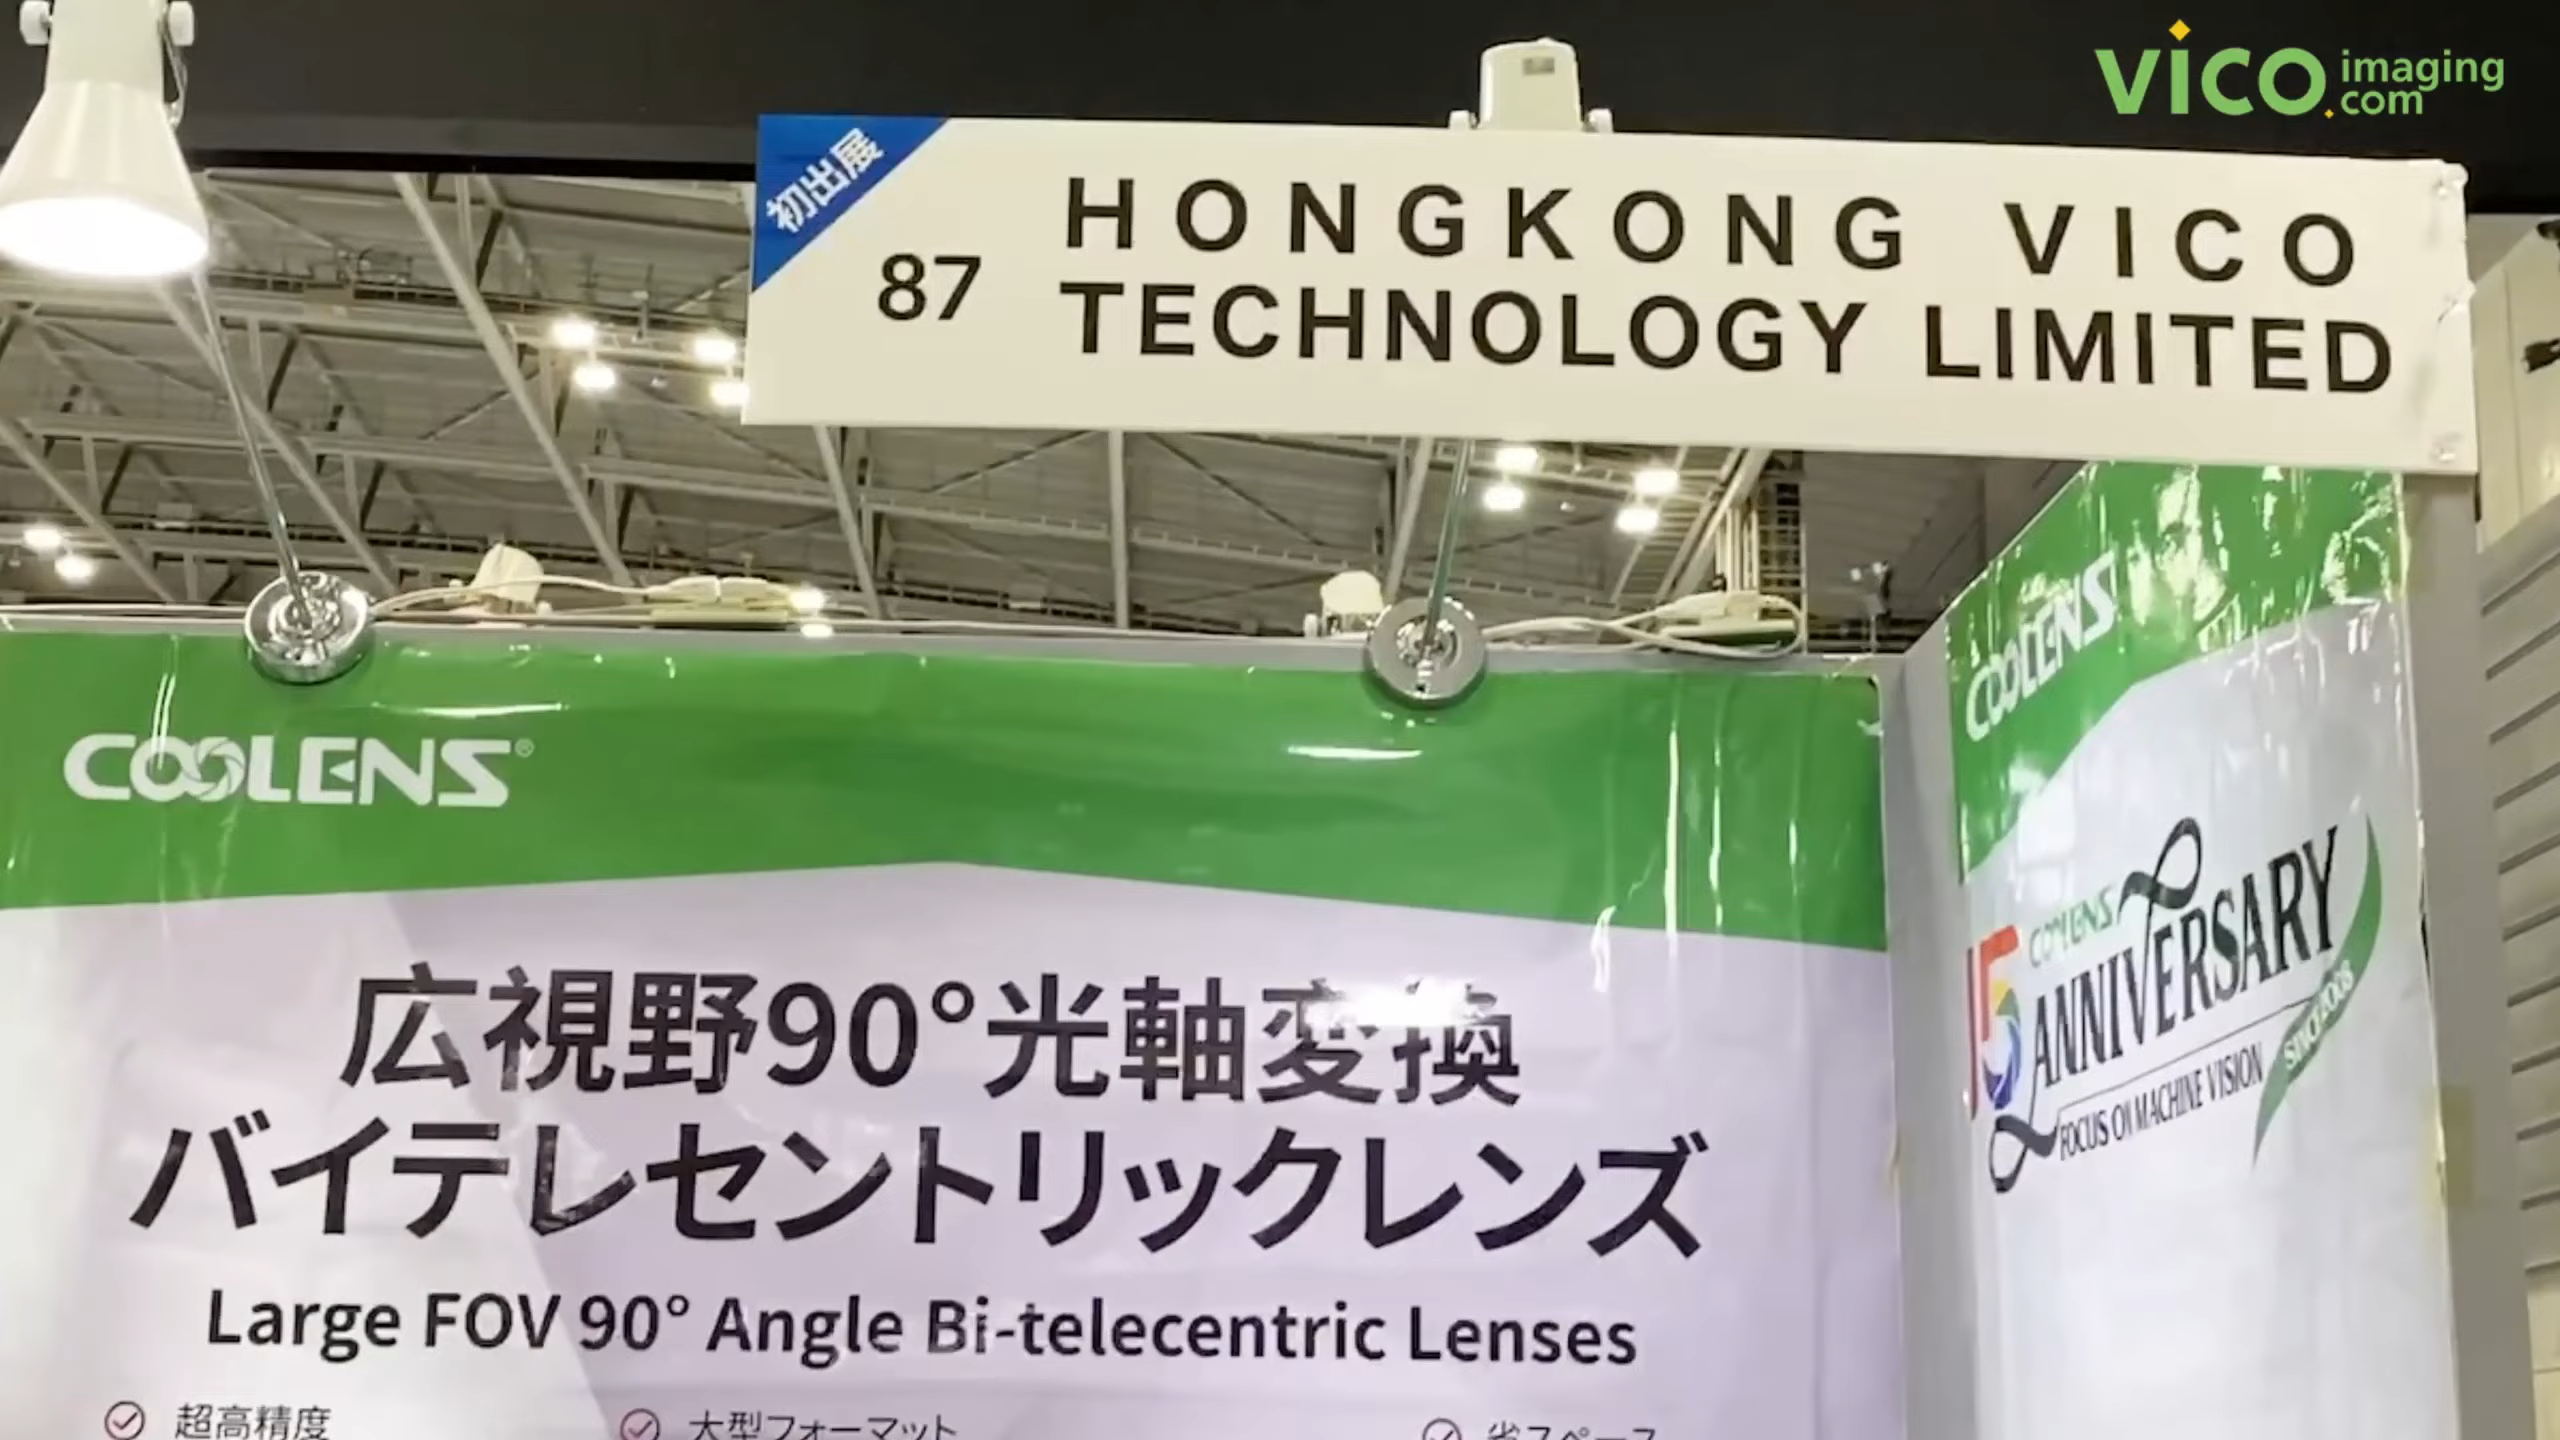 vico.imaging.com
初出展
87
HONGKONG VICO
TECHNOLOGY LIMITED
COOLENS®
COOLENS
広視野90°光軸変換
バイテレセントリックレンズ
Large FOV 90° Angle Bi-telecentric Lenses
超高精度
大型フォーマット
省スペース
15
COOLENS
ANNIVERSARY
FOCUS ON MACHINE VISION
SINCE 2008